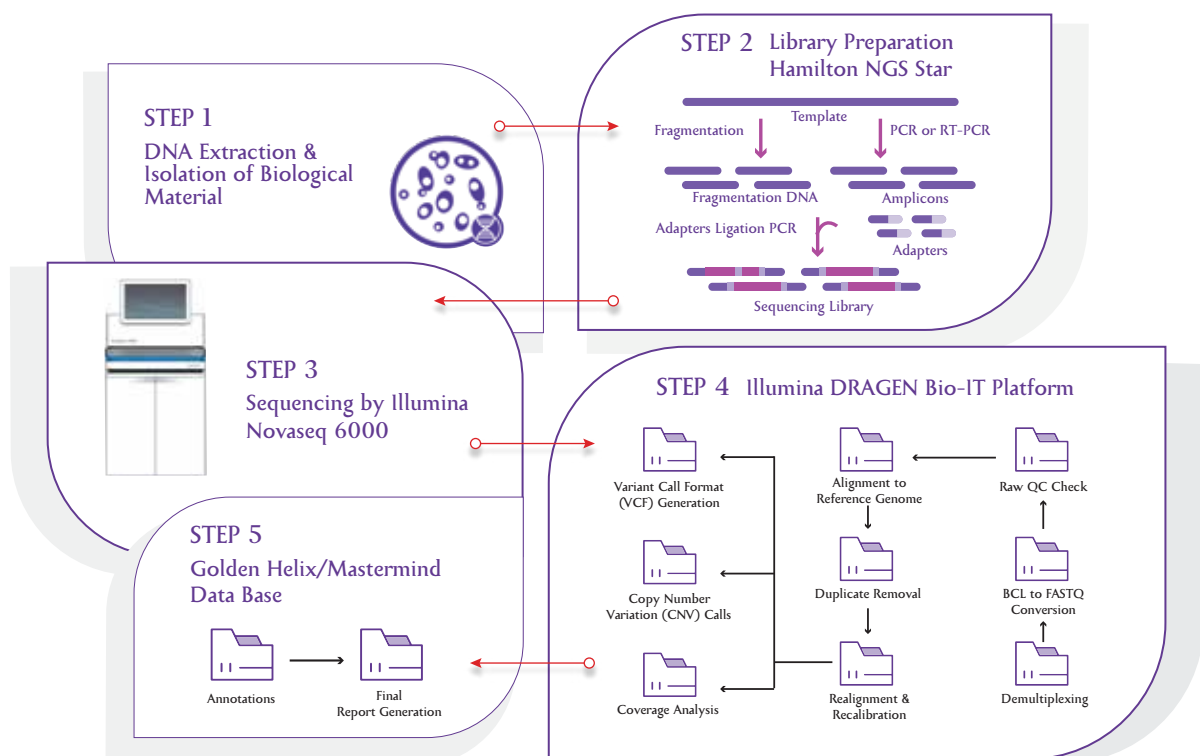 STEP 1
DNA Extraction &
Isolation of Biological
Material
STEP 2 Library Preparation
Hamilton NGS Star
Template
Fragmentation
PCR or RT-PCR
Fragmentation DNA
Amplicons
Adapters Ligation PCR
Adapters
Sequencing Library
STEP 3
Sequencing by Illumina
Novaseq 6000
STEP 4 Illumina DRAGEN Bio-IT Platform
Variant Call Format
(VCF) Generation
Alignment to
Reference Genome
Raw QC Check
Copy Number
Variation (CNV) Calls
Duplicate Removal
BCL to FASTQ
Conversion
Coverage Analysis
Realignment &
Recalibration
Demultiplexing
STEP 5
Golden Helix/Mastermind
Data Base
Annotations
Final
Report Generation